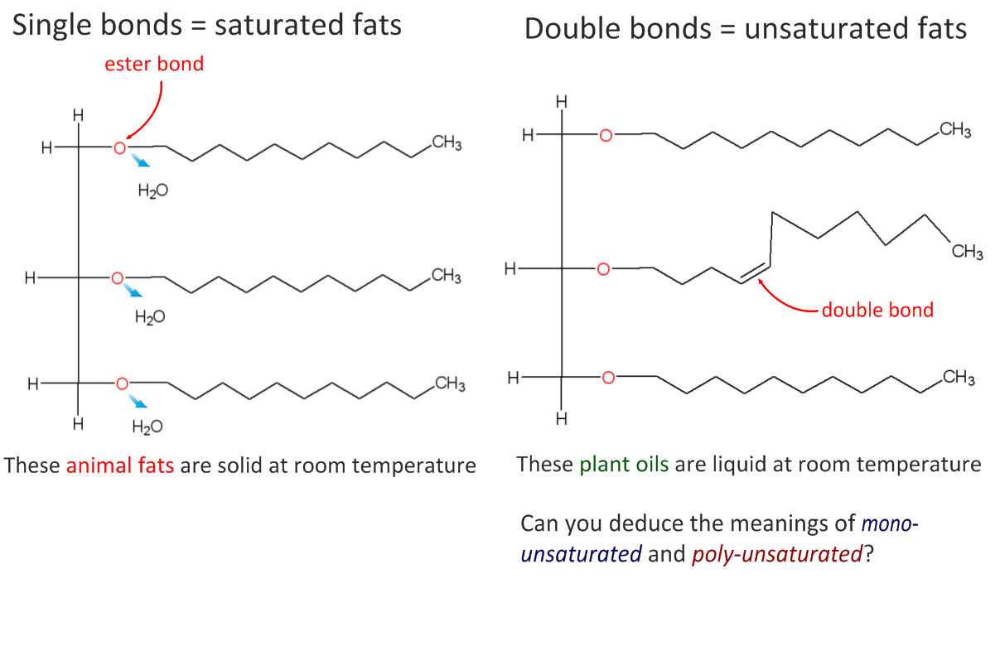 Single bonds = saturated fats
ester bond
H
H
O
CH₃
H₂O
H
O
CH₃
H₂O
H
O
CH₃
H
H₂O
These animal fats are solid at room temperature
Double bonds = unsaturated fats
H
H
O
CH₃
H
O
CH₃
double bond
H
O
CH₃
H
These plant oils are liquid at room temperature
Can you deduce the meanings of mono-
unsaturated and poly-unsaturated?